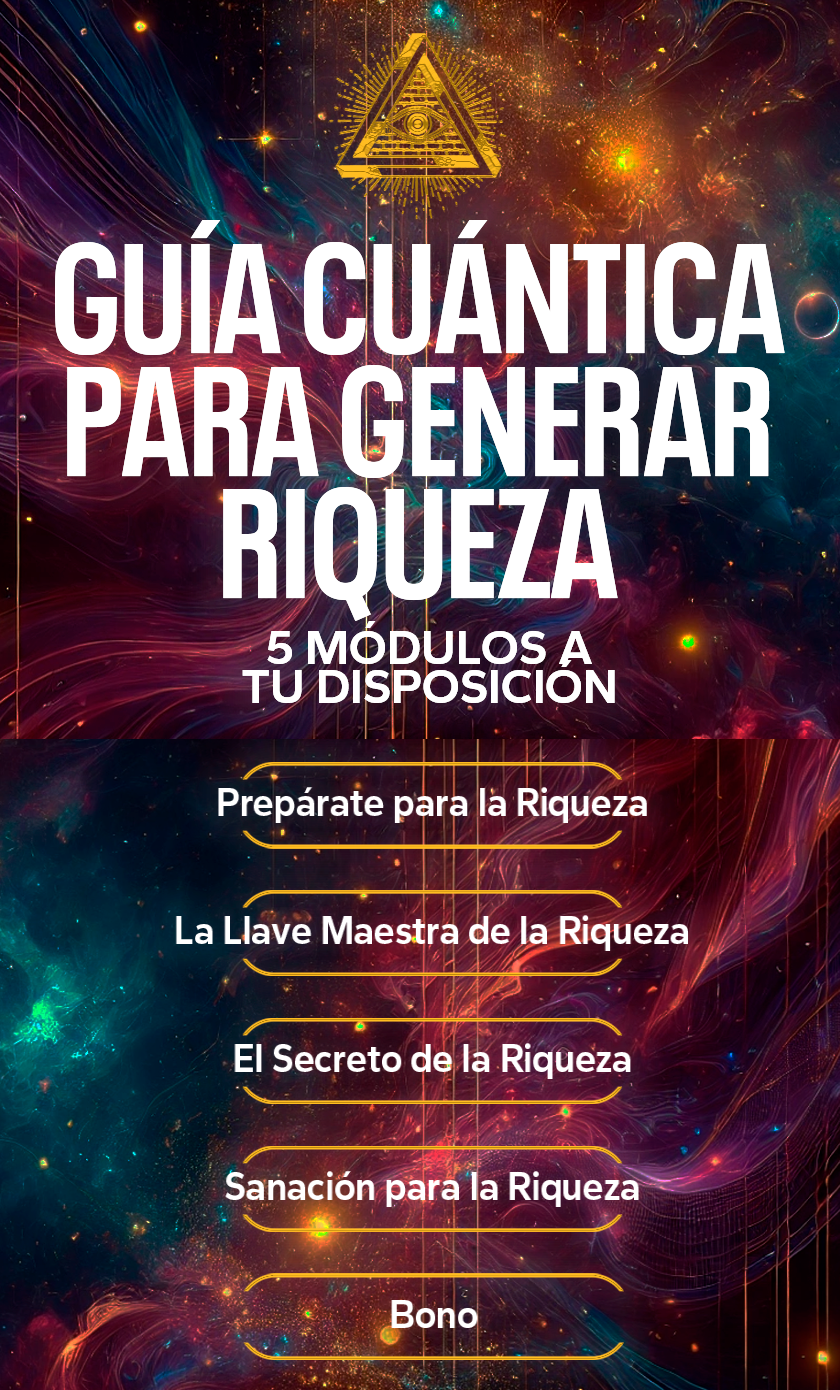 GUÍA CUÁNTICA
PARA GENERAR
RIQUEZA
5 MÓDULOS A
TU DISPOSICIÓN
Prepárate para la Riqueza
La Llave Maestra de la Riqueza
El Secreto de la Riqueza
Sanación para la Riqueza
Bono